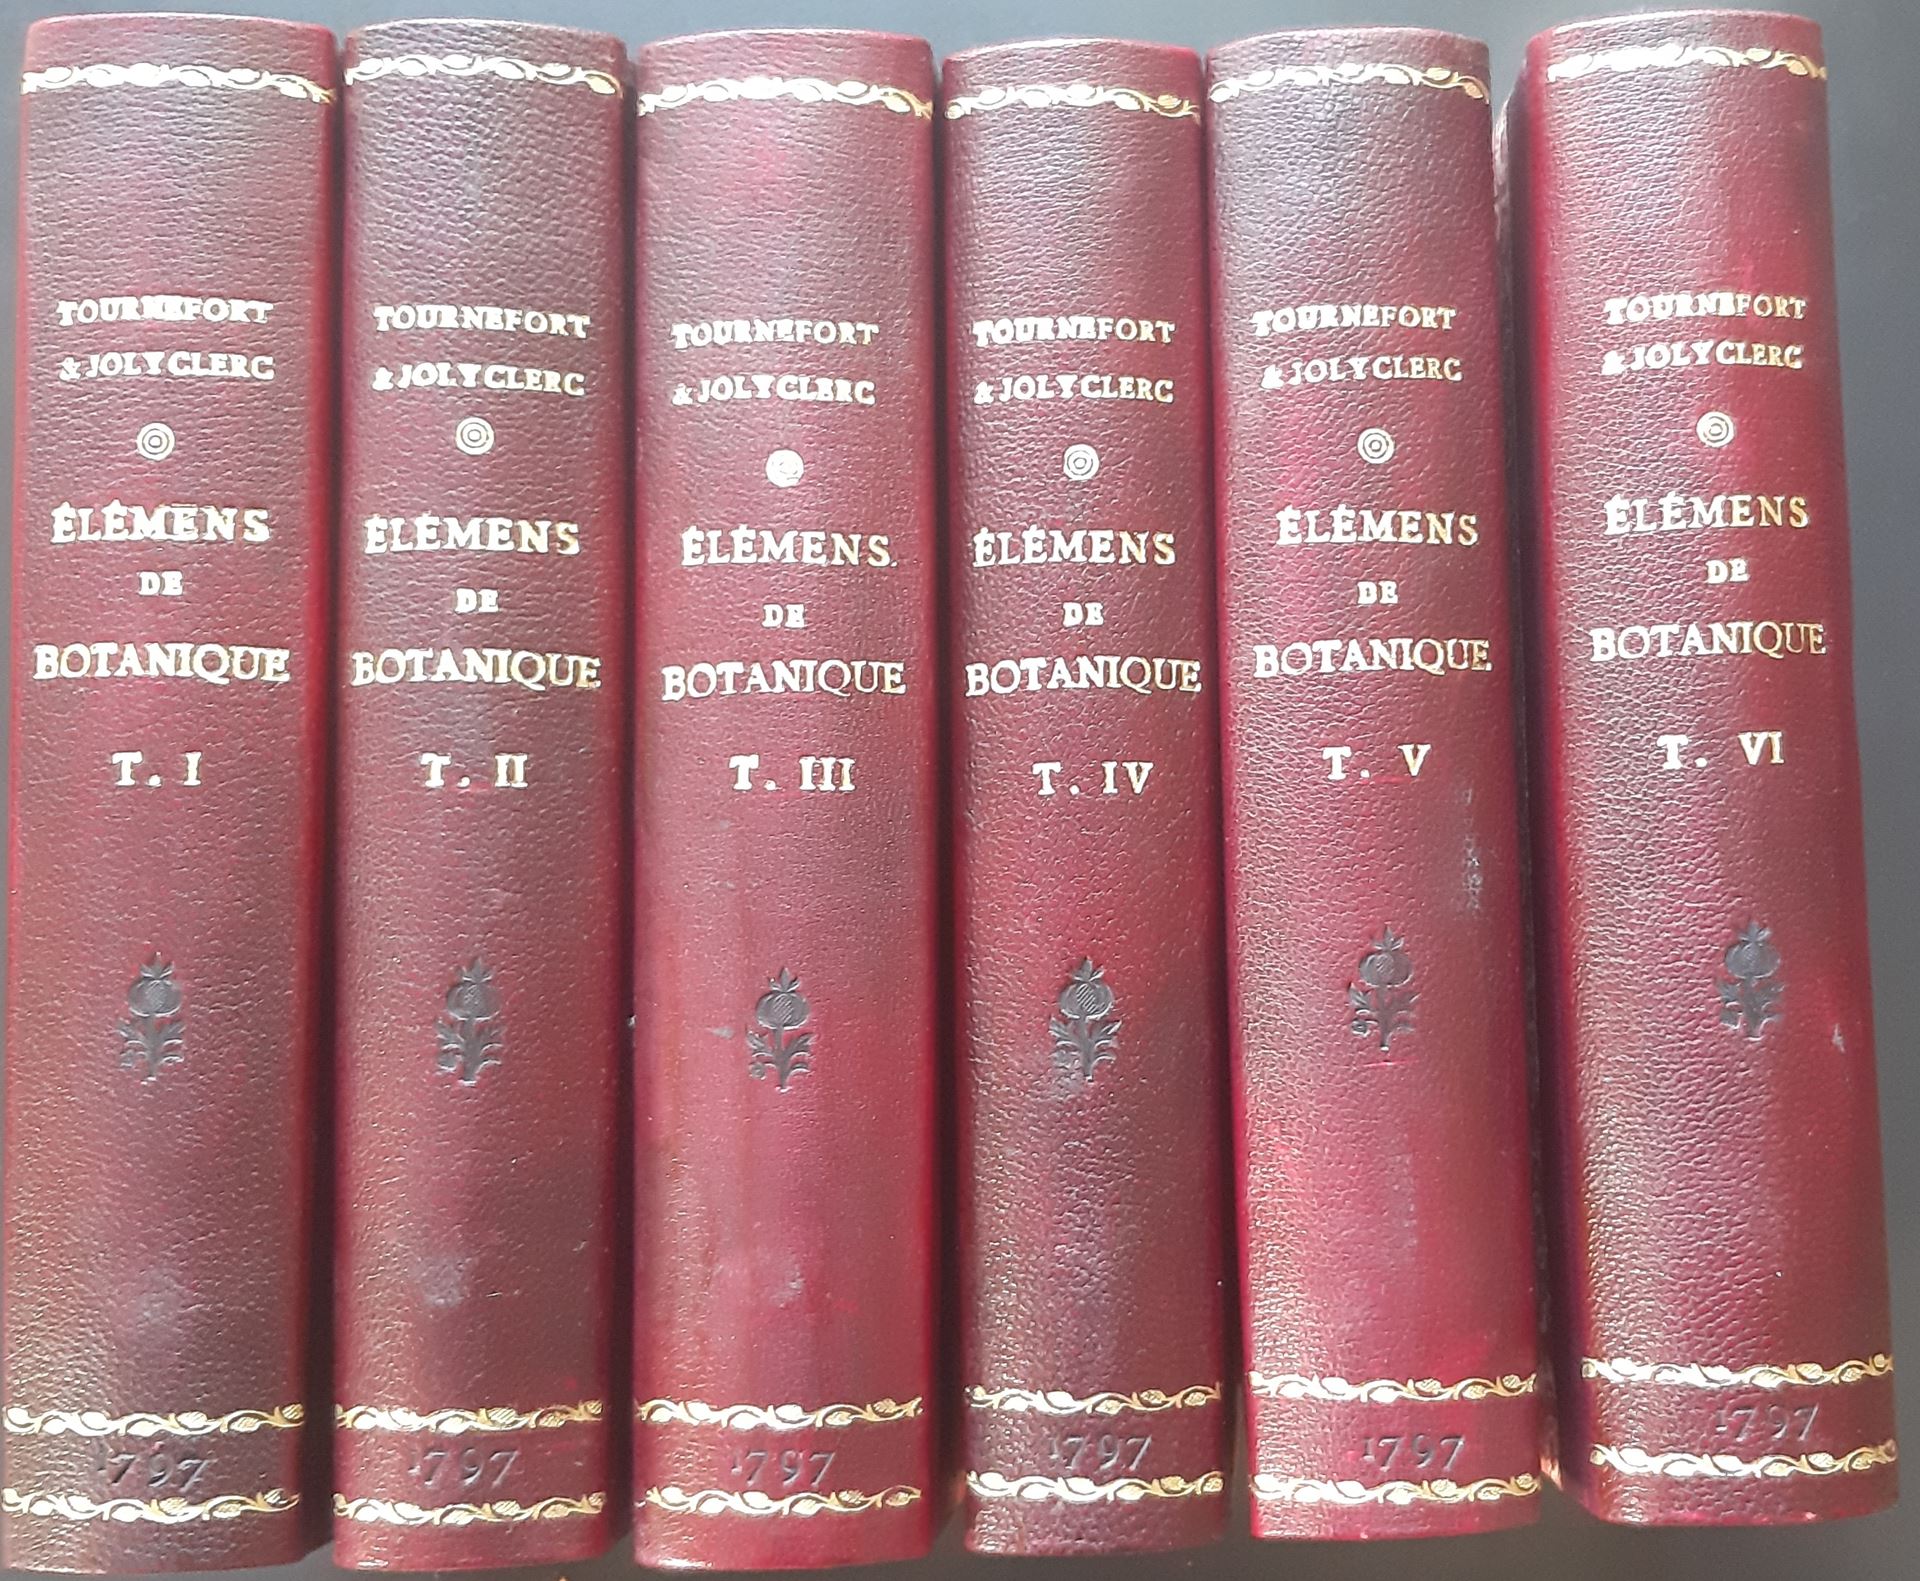 TOURNEFORT
& JOLYCLERC
ÉLÉMENS
DE
BOTANIQUE
T. I
1797
TOURNEFORT
& JOLYCLERC
ÉLÉMENS
DE
BOTANIQUE
T. II
1797
TOURNEFORT
& JOLYCLERC
ÉLÉMENS.
DE
BOTANIQUE
T. III
1797
TOURNEFORT
& JOLYCLERC
ÉLÉMENS
DE
BOTANIQUE
T. IV
1797
TOURNEFORT
& JOLYCLERC
ÉLÉMENS
DE
BOTANIQUE
T. V
1797
TOURNEFORT
& JOLYCLERC
ÉLÉMENS
DE
BOTANIQUE
T. VI
1797